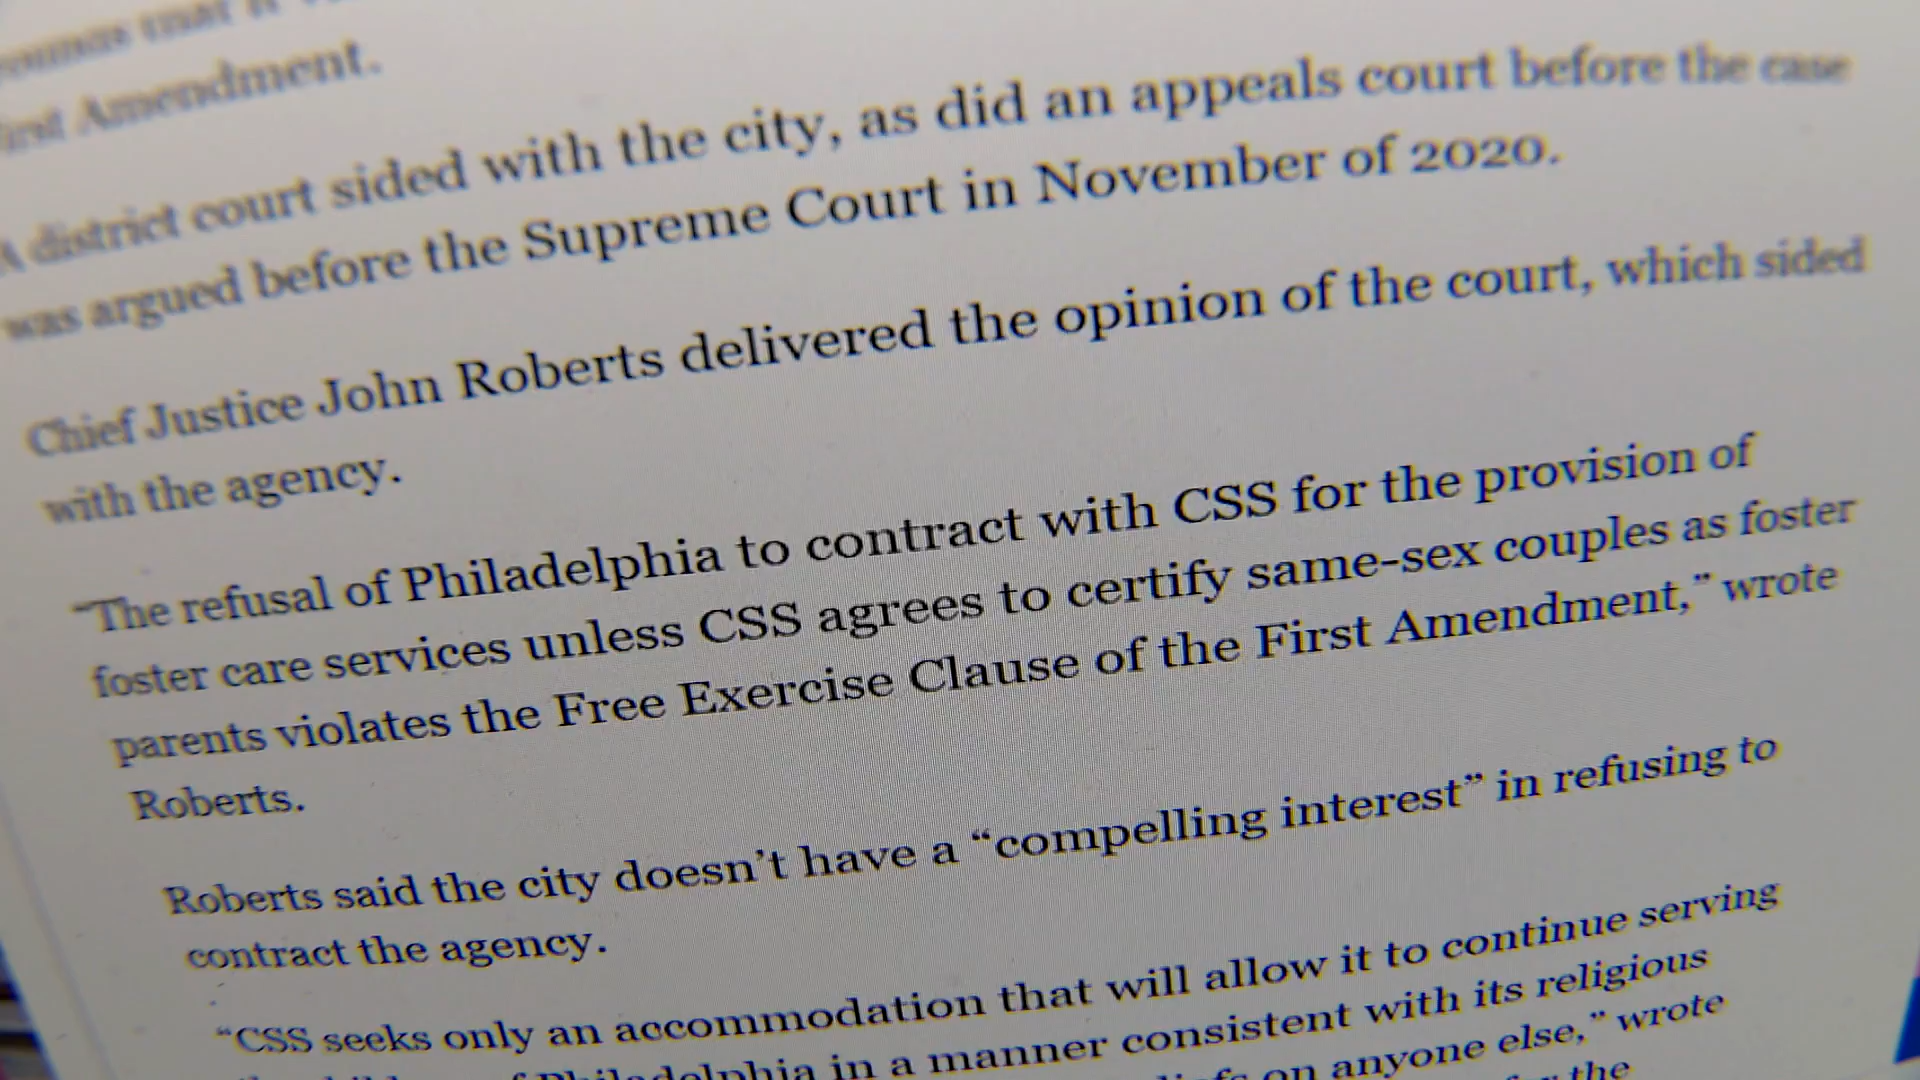 First Amendment.
A district court sided with the city, as did an appeals court before the case
was argued before the Supreme Court in November of 2020.
Chief Justice John Roberts delivered the opinion of the court, which sided
with the agency.
“The refusal of Philadelphia to contract with CSS for the provision of
foster care services unless CSS agrees to certify same-sex couples as foster
parents violates the Free Exercise Clause of the First Amendment,” wrote
Roberts.
Roberts said the city doesn’t have a “compelling interest” in refusing to
contract the agency.
“CSS seeks only an accommodation that will allow it to continue serving
of Philadelphia in a manner consistent with its religious
on anyone else,” wrote
the